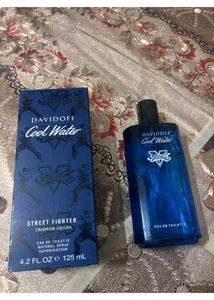 DAVIDOFF
Cool Water
STREET FIGHTER
CHAMPION EDITION
EAU DE TOILETTE
NATURAL SPRAY
VAPORISATEUR
4.2 FL.OZ ℮ 125 mL
DAVIDOFF
Cool Water
EAU DE TOILETTE